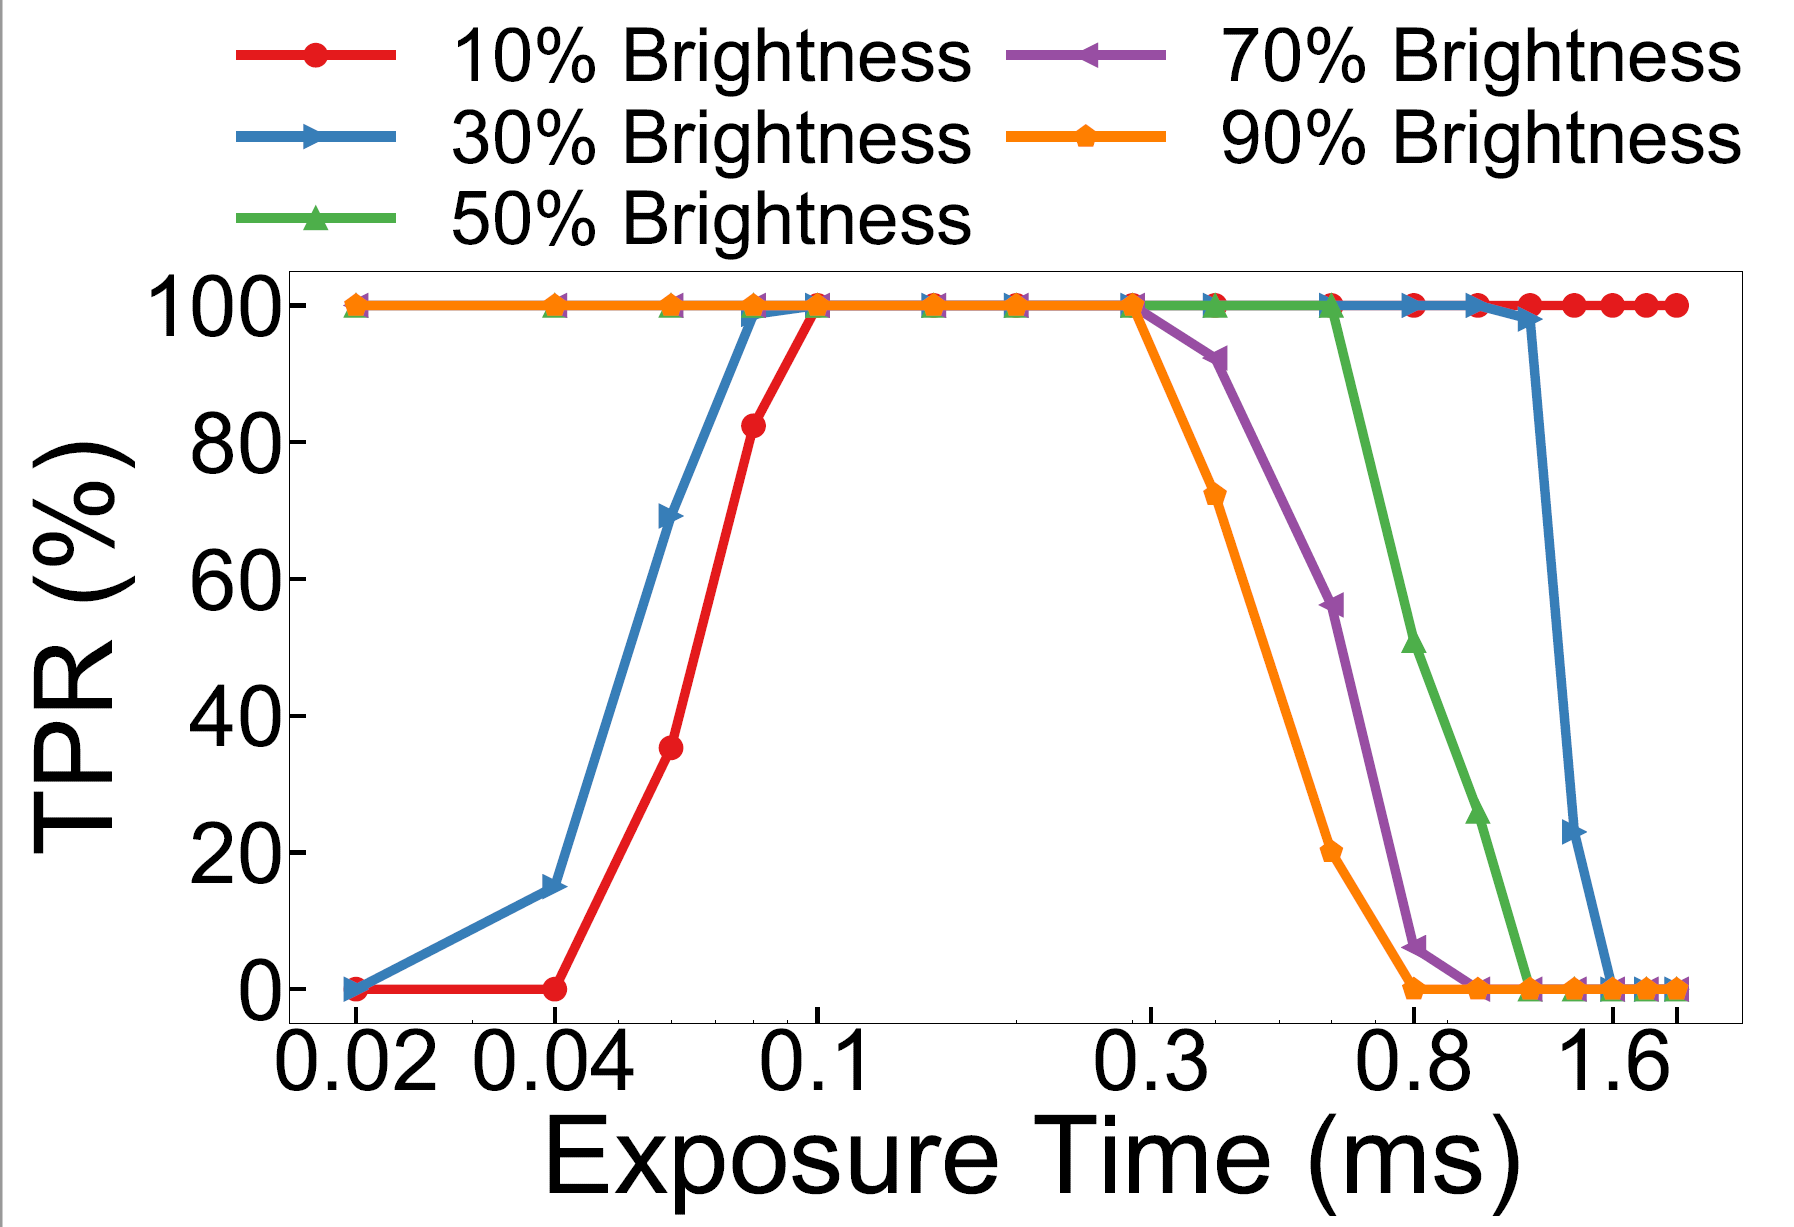 10% Brightness
30% Brightness
50% Brightness
70% Brightness
90% Brightness
TPR (%)
100
80
60
40
20
0
0.02 0.04 0.1 0.3 0.8 1.6
Exposure Time (ms)